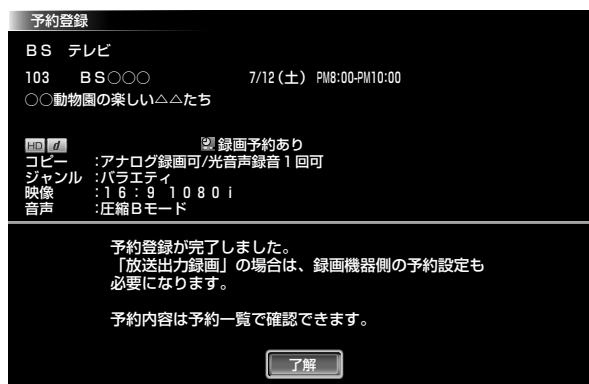 予約登録
BS テレビ
103 BS○○○ 7/12(土) PM8:00-PM10:00
○○動物園の楽しい△△たち
HD d 録画予約あり
コピー :アナログ録画可/光音声録音1回可
ジャンル :バラエティ
映像 :16:9 1080i
音声 :圧縮Bモード
予約登録が完了しました。
「放送出力録画」の場合は、録画機器側の予約設定も
必要になります。
予約内容は予約一覧で確認できます。
了解